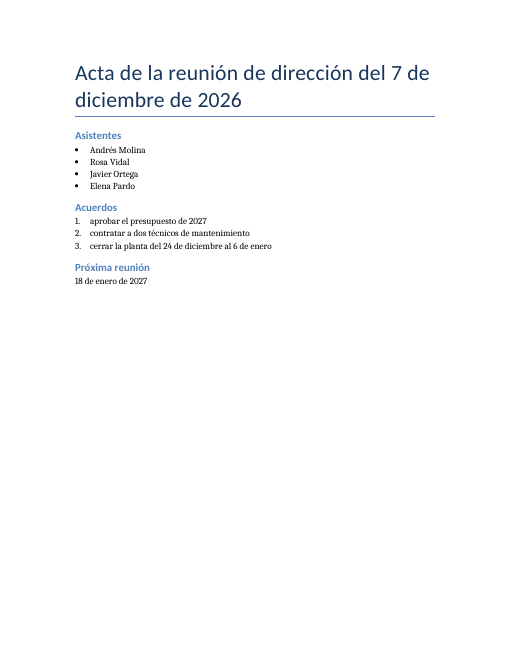 Acta de la reunión de dirección del 7 de
diciembre de 2026
Asistentes
• Andrés Molina
• Rosa Vidal
• Javier Ortega
• Elena Pardo
Acuerdos
1. aprobar el presupuesto de 2027
2. contratar a dos técnicos de mantenimiento
3. cerrar la planta del 24 de diciembre al 6 de enero
Próxima reunión
18 de enero de 2027